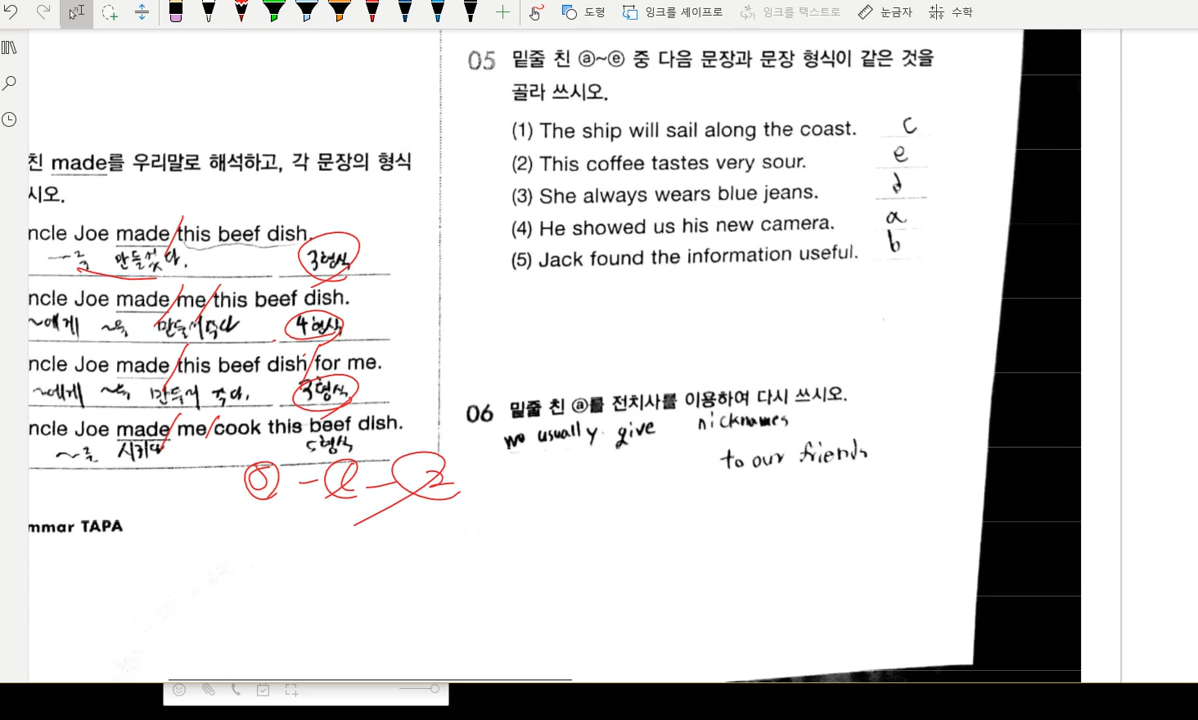 도형
잉크를 셰이프로
잉크를 텍스트로
눈금자
수학
친 made를 우리말로 해석하고, 각 문장의 형식
시오.
ncle Joe made this beef dish.
~를 만들었다. 3형식
ncle Joe made me this beef dish.
~에게 ~을 만들어주다 4형식
ncle Joe made this beef dish for me.
~에게 ~을 만들어 주다. 3형식
ncle Joe made me cook this beef dish.
~를 시키다 5형식
mmar TAPA
05 밑줄 친 ⓐ~ⓔ 중 다음 문장과 문장 형식이 같은 것을
골라 쓰시오.
(1) The ship will sail along the coast. c
(2) This coffee tastes very sour. e
(3) She always wears blue jeans. d
(4) He showed us his new camera. a
(5) Jack found the information useful. b
06 밑줄 친 ⓐ를 전치사를 이용하여 다시 쓰시오.
we usually give nicknames
to our friends